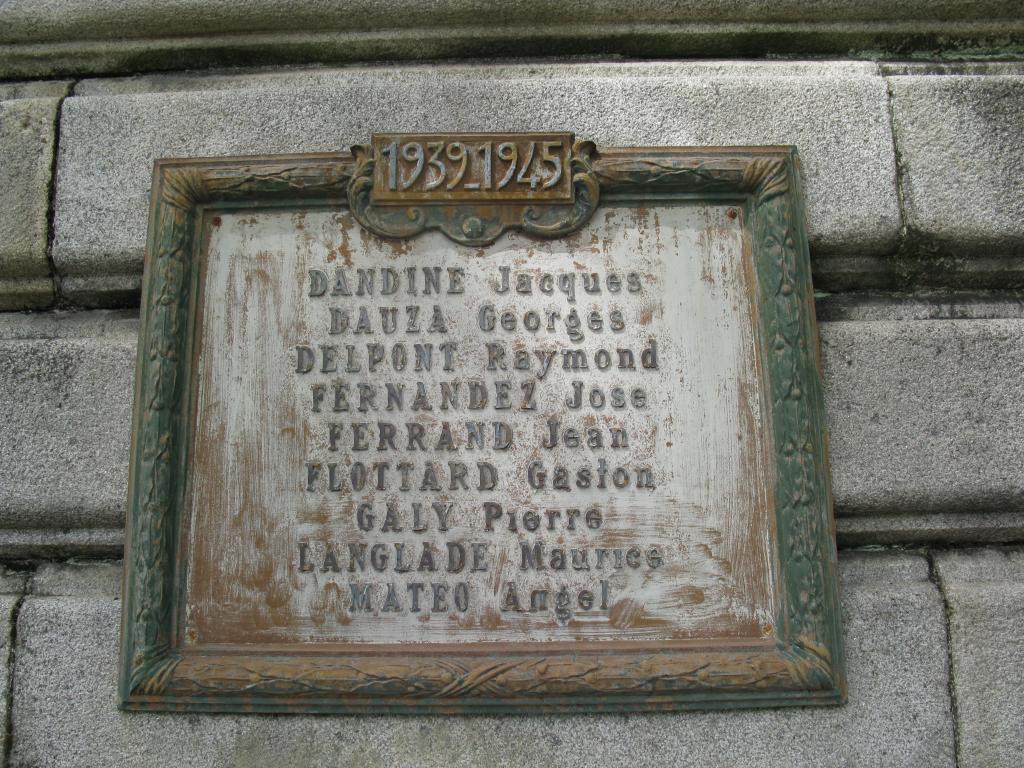 1939_1945
DANDINE Jacques
DAUZA Georges
DELPONT Raymond
FERNANDEZ Jose
FERRAND Jean
FLOTTARD Gaston
GALY Pierre
LANGLADE Maurice
MATEO Angel